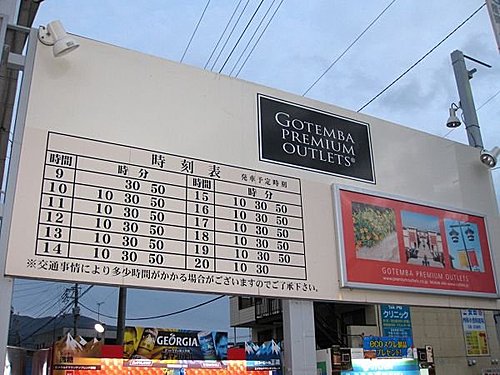 GOTEMBA
PREMIUM
OUTLETS®
時刻表 発車予定時刻
時間 時分 時間 時分
9 30 50 15 10 30 50
10 10 30 50 16 10 30 50
11 10 30 50 17 10 30 50
12 10 30 50 18 10 30 50
13 10 30 50 19 10 30 50
14 10 30 50 20 10 30
※交通事情により多少時間がかかる場合がございますのでご了承下さい。
GOTEMBA PREMIUM OUTLETS
GEORGIA
クリニック
eco